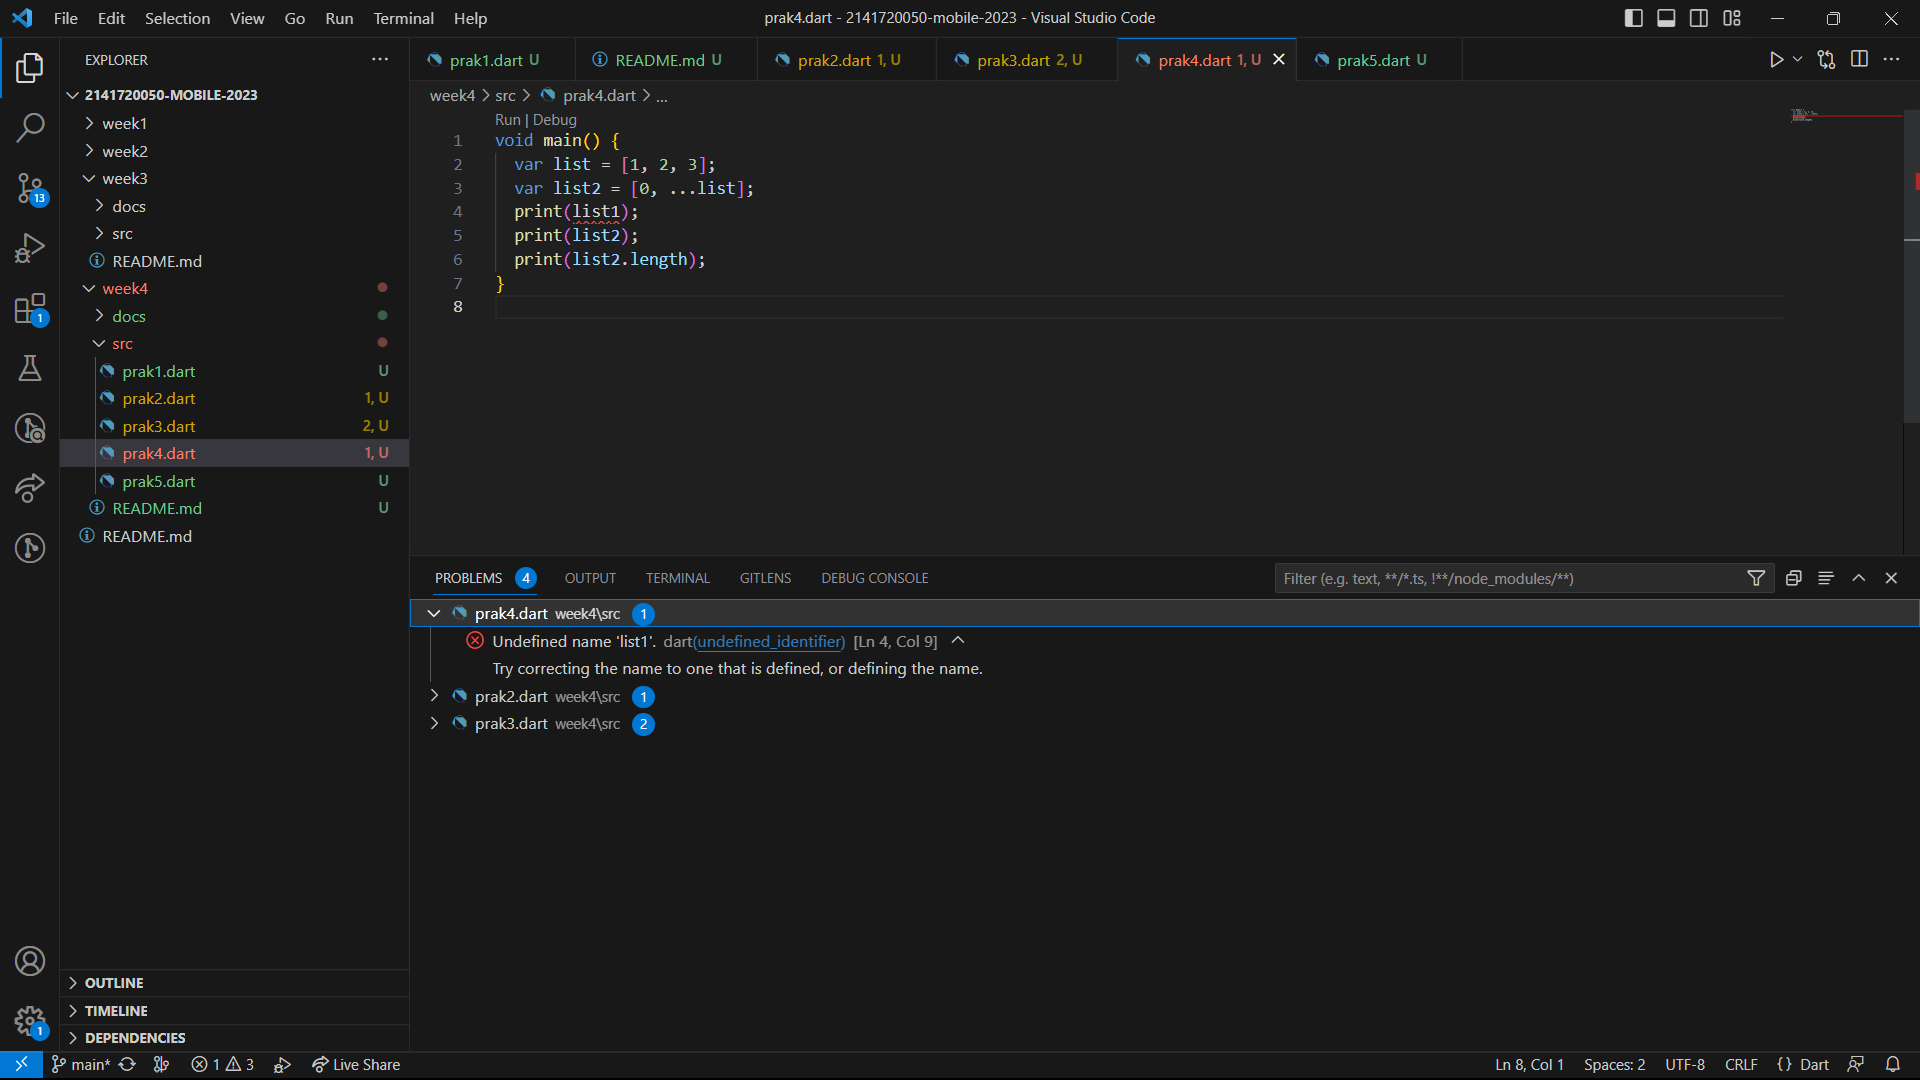 File Edit Selection View Go Run Terminal Help
prak4.dart - 2141720050-mobile-2023 - Visual Studio Code
EXPLORER
2141720050-MOBILE-2023
week1
week2
week3
docs
src
README.md
week4
docs
src
prak1.dart U
prak2.dart 1, U
prak3.dart 2, U
prak4.dart 1, U
prak5.dart U
README.md U
README.md
OUTLINE
TIMELINE
DEPENDENCIES
13
1
1
prak1.dart U README.md U prak2.dart 1, U prak3.dart 2, U prak4.dart 1, U prak5.dart U
week4 > src > prak4.dart > ...
Run | Debug
1 void main() {
2 var list = [1, 2, 3];
3 var list2 = [0, ...list];
4 print(list1);
5 print(list2);
6 print(list2.length);
7 }
8
PROBLEMS 4 OUTPUT TERMINAL GITLENS DEBUG CONSOLE
Filter (e.g. text, **/*.ts, !**/node_modules/**)
prak4.dart week4\src 1
Undefined name 'list1'. dart(undefined_identifier) [Ln 4, Col 9]
Try correcting the name to one that is defined, or defining the name.
prak2.dart week4\src 1
prak3.dart week4\src 2
main* 1 3 Live Share
Ln 8, Col 1 Spaces: 2 UTF-8 CRLF {} Dart